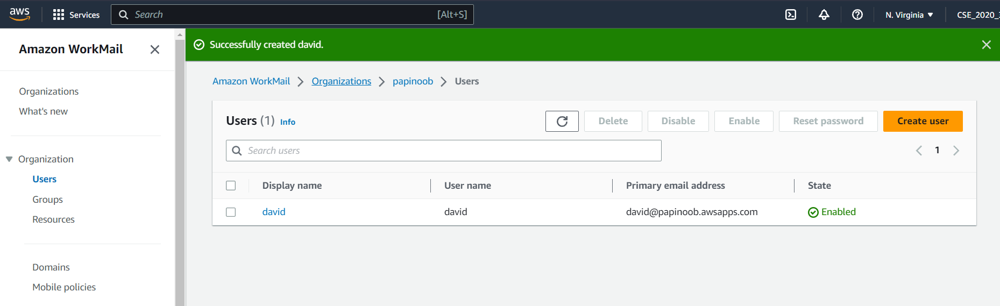 aws Services Search [Alt+S] N. Virginia CSE_2020_
Amazon WorkMail
Successfully created david.
Organizations
What's new
Organization
Users
Groups
Resources
Domains
Mobile policies
Amazon WorkMail > Organizations > papinoob > Users
Users (1) Info Delete Disable Enable Reset password Create user
Search users 1
Display name User name Primary email address State
david david david@papinoob.awsapps.com Enabled